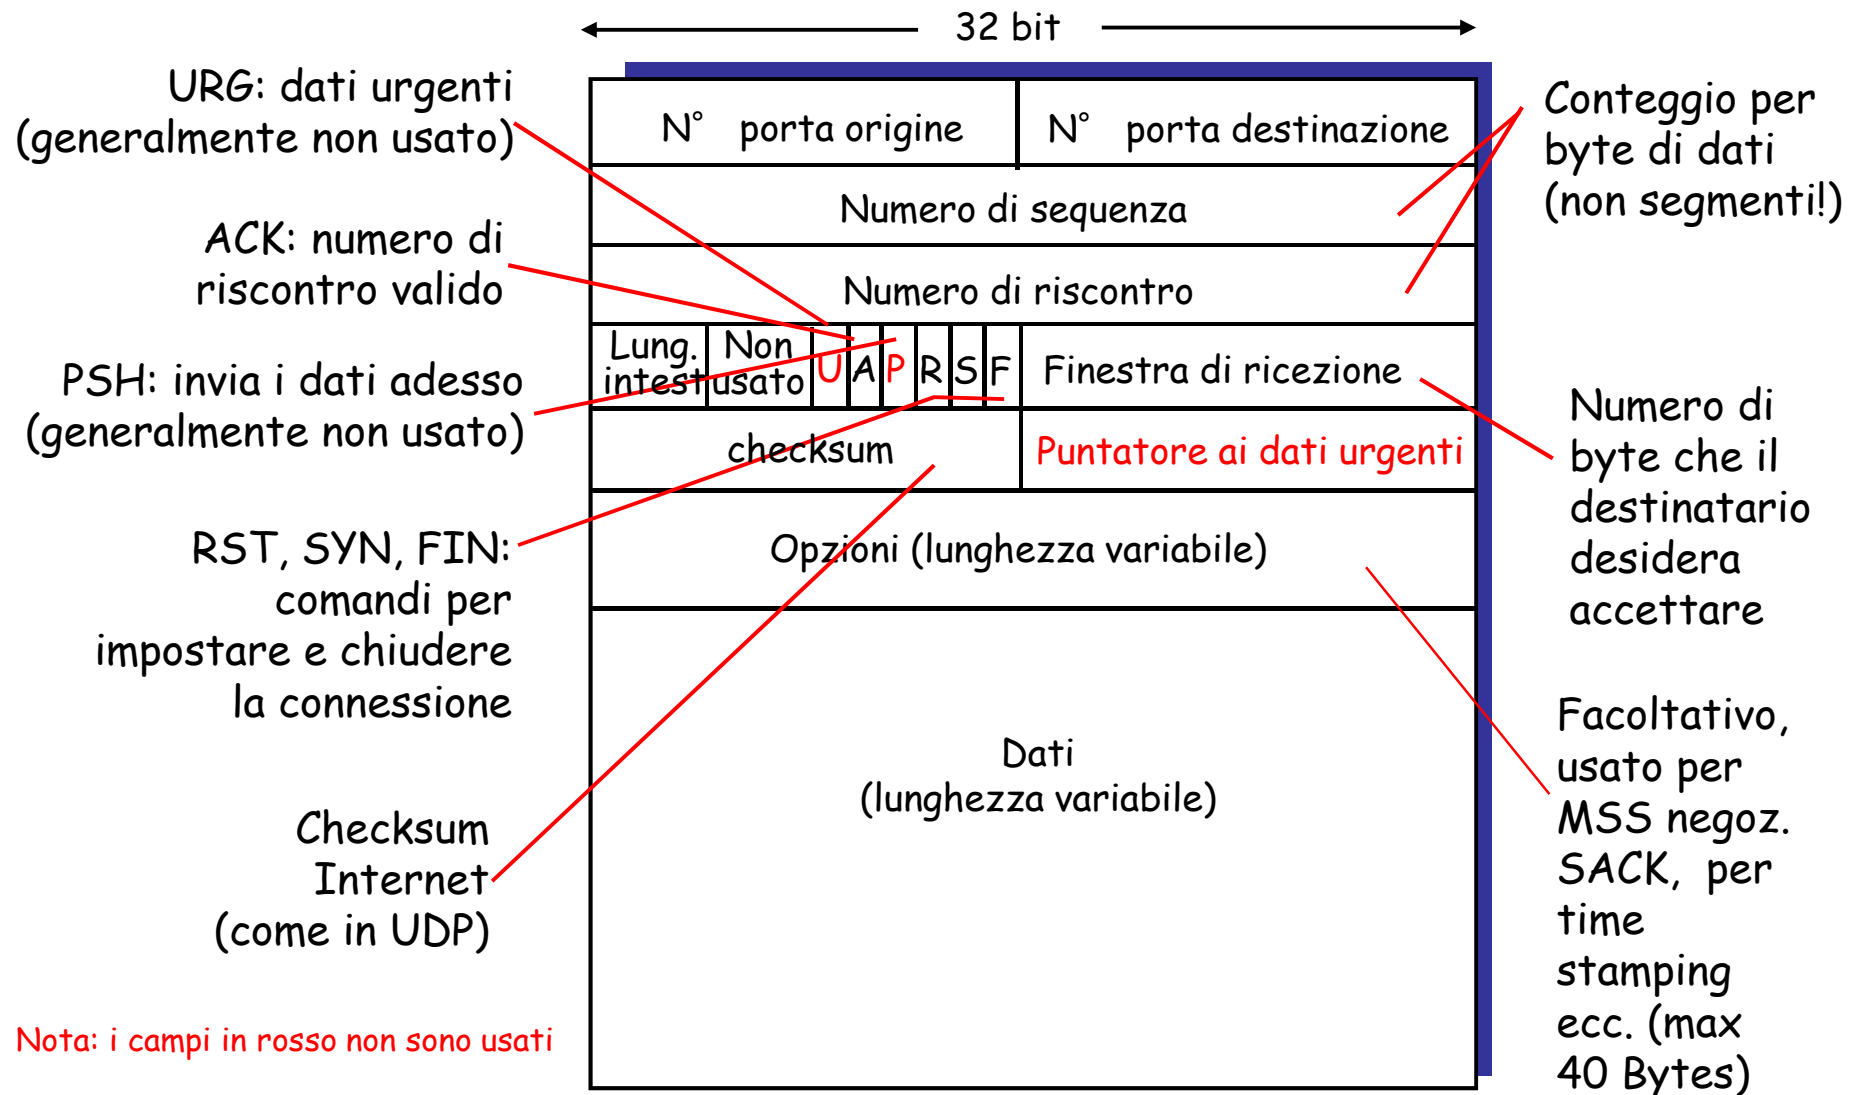 32 bit
URG: dati urgenti
(generalmente non usato)
ACK: numero di
riscontro valido
PSH: invia i dati adesso
(generalmente non usato)
RST, SYN, FIN:
comandi per
impostare e chiudere
la connessione
Checksum
Internet
(come in UDP)
Nota: i campi in rosso non sono usati
N° porta origine
N° porta destinazione
Numero di sequenza
Numero di riscontro
Lung.
intest
Non
usato
U
A
P
R
S
F
Finestra di ricezione
checksum
Puntatore ai dati urgenti
Opzioni (lunghezza variabile)
Dati
(lunghezza variabile)
Conteggio per
byte di dati
(non segmenti!)
Numero di
byte che il
destinatario
desidera
accettare
Facoltativo,
usato per
MSS negoz.
SACK, per
time
stamping
ecc. (max
40 Bytes)